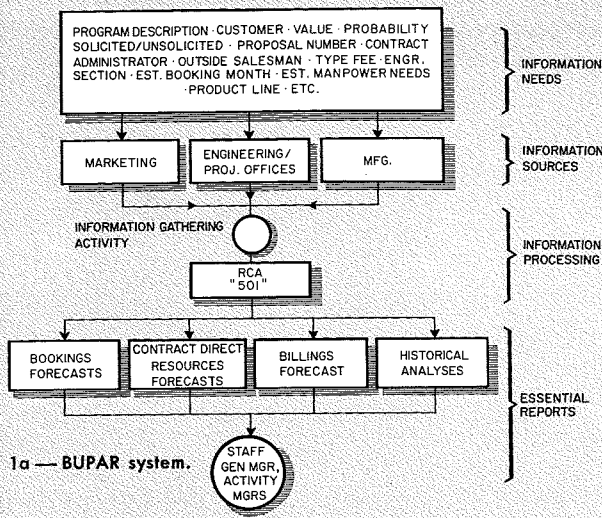 PROGRAM DESCRIPTION · CUSTOMER · VALUE · PROBABILITY
SOLICITED/UNSOLICITED · PROPOSAL NUMBER · CONTRACT
ADMINISTRATOR · OUTSIDE SALESMAN · TYPE FEE · ENGR.
SECTION · EST. BOOKING MONTH · EST. MANPOWER NEEDS
· PRODUCT LINE · ETC.
INFORMATION
NEEDS
MARKETING
ENGINEERING/
PROJ. OFFICES
MFG.
INFORMATION
SOURCES
INFORMATION GATHERING
ACTIVITY
RCA
"501"
INFORMATION
PROCESSING
BOOKINGS
FORECASTS
CONTRACT DIRECT
RESOURCES
FORECASTS
BILLINGS
FORECAST
HISTORICAL
ANALYSES
ESSENTIAL
REPORTS
STAFF
GEN MGR,
ACTIVITY
MGRS
1a — BUPAR system.